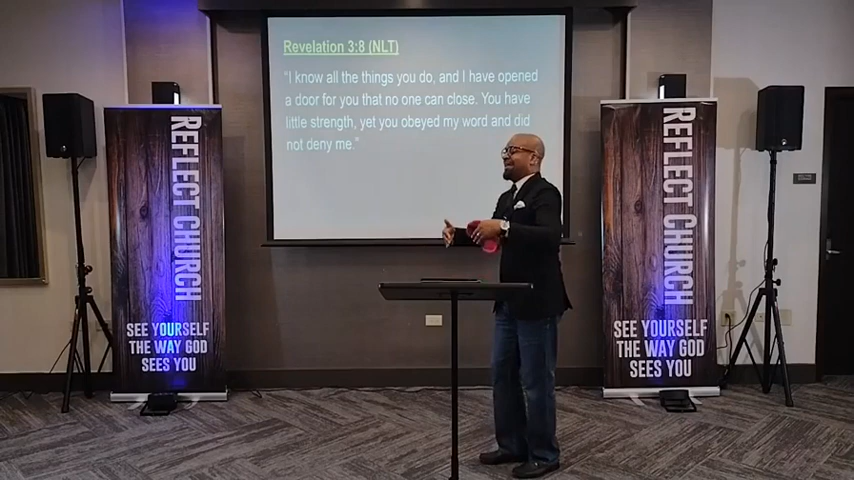 Revelation 3:8 (NLT)
"I know all the things you do, and I have opened
a door for you that no one can close. You have
little strength, yet you obeyed my word and did
not deny me."
REFLECT CHURCH
SEE YOURSELF
THE WAY GOD
SEES YOU
REFLECT CHURCH
SEE YOURSELF
THE WAY GOD
SEES YOU